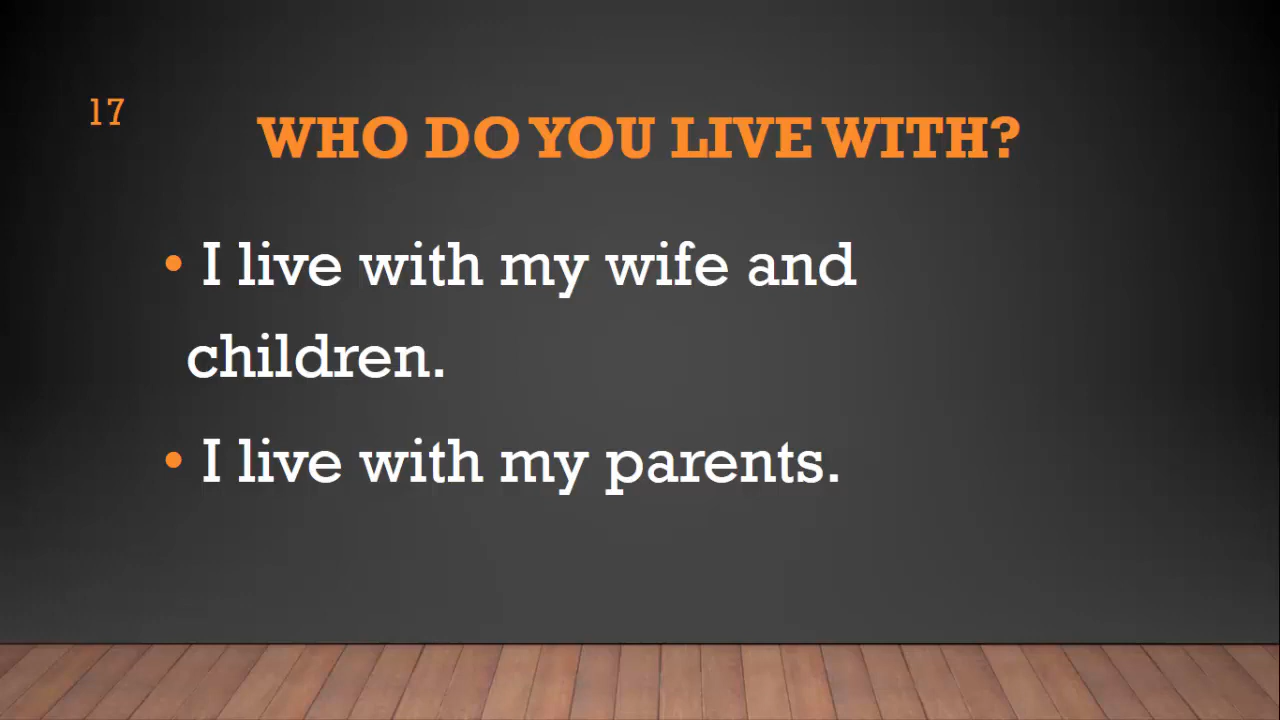 17
WHO DO YOU LIVE WITH?
• I live with my wife and
children.
• I live with my parents.